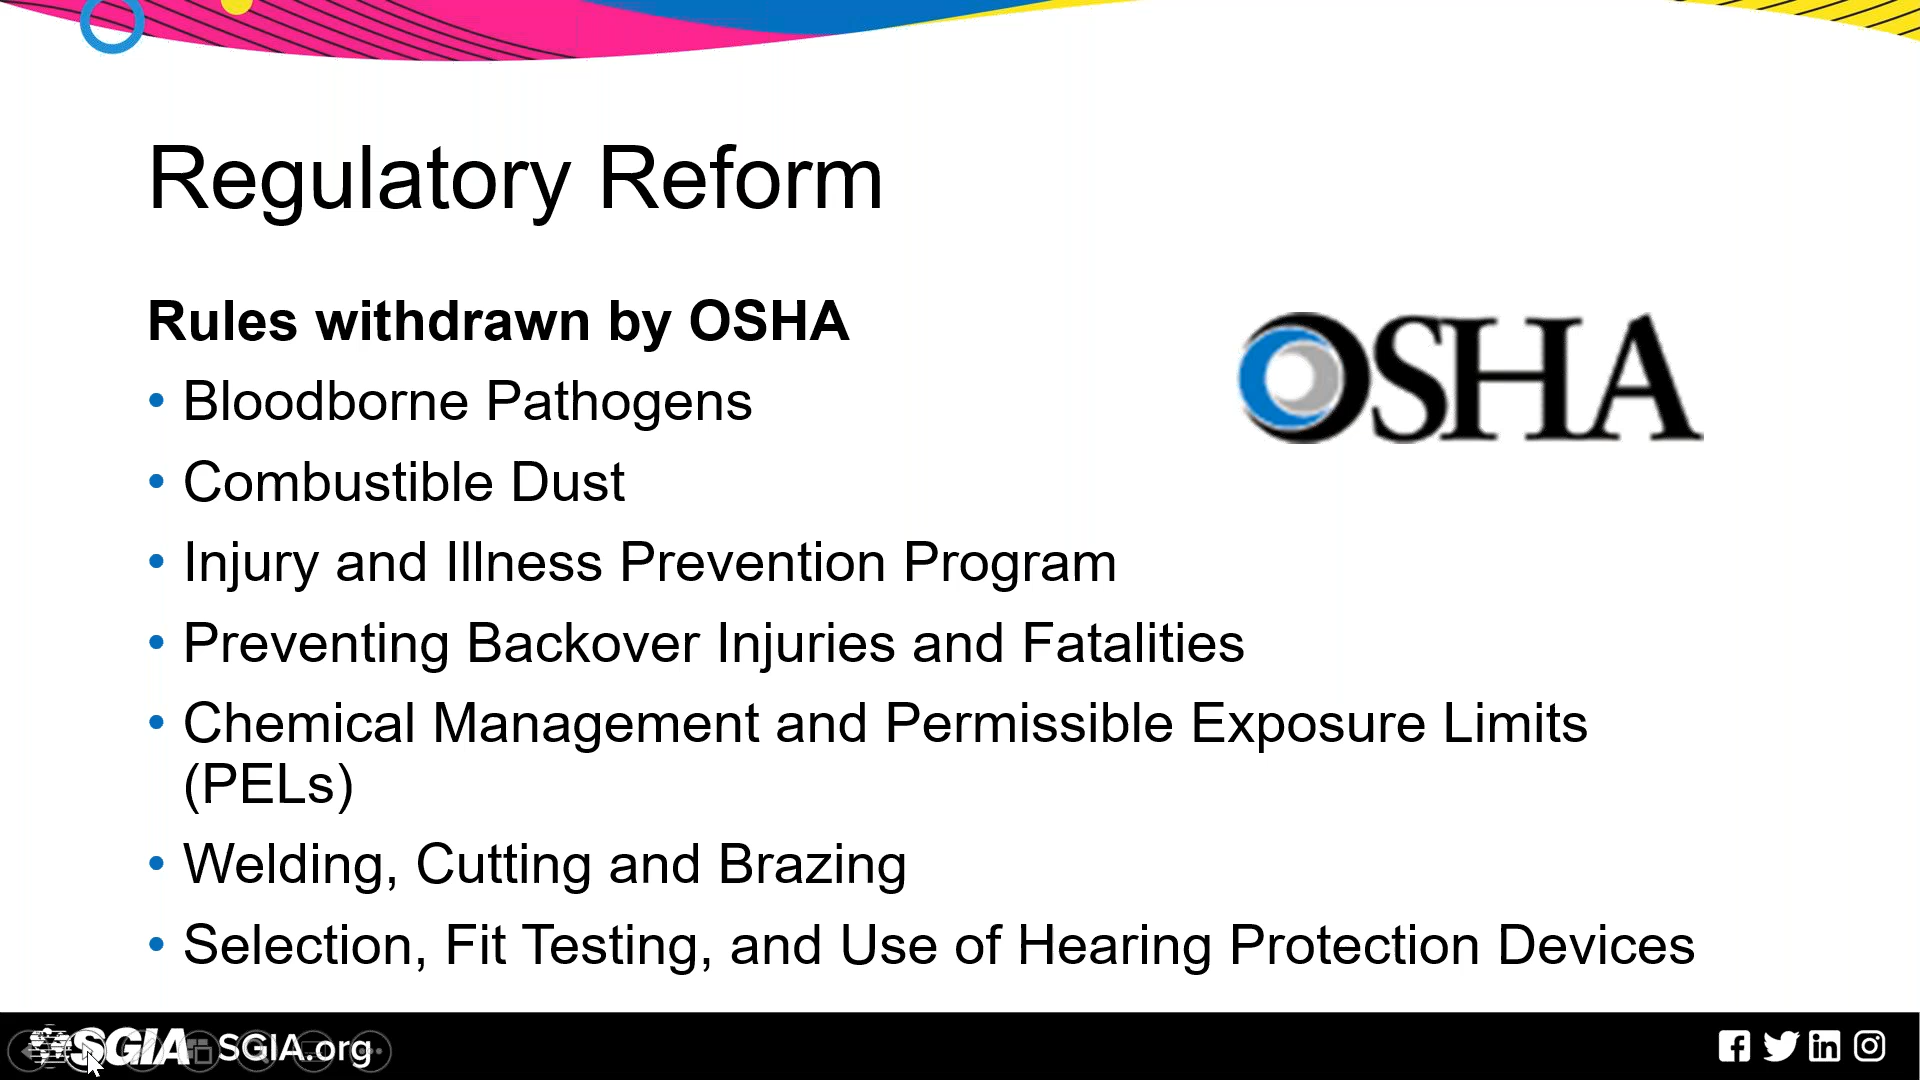 Regulatory Reform
Rules withdrawn by OSHA
OSHA
• Bloodborne Pathogens
• Combustible Dust
• Injury and Illness Prevention Program
• Preventing Backover Injuries and Fatalities
• Chemical Management and Permissible Exposure Limits
(PELs)
• Welding, Cutting and Brazing
• Selection, Fit Testing, and Use of Hearing Protection Devices
SGIA SGIA.org